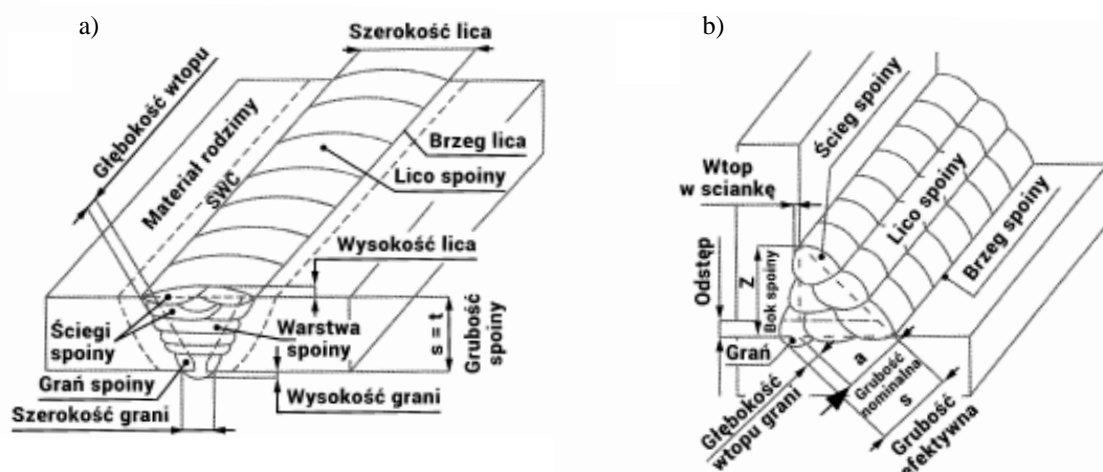 a)
Szerokość lica
Głębokość wtopu
Materiał rodzimy
SWC
Brzeg lica
Lico spoiny
Wysokość lica
Ściegi
spoiny
Warstwa
spoiny
s = t
Grubość
spoiny
Grań spoiny
Wysokość grani
Szerokość grani
b)
Ścieg spoiny
Wtop
w sciankę
Lico spoiny
Brzeg spoiny
Odstęp
Z
Bok spoiny
Grań
a
Grubość
nominalna
s
Głębokość
wtopu grani
Grubość
efektywna